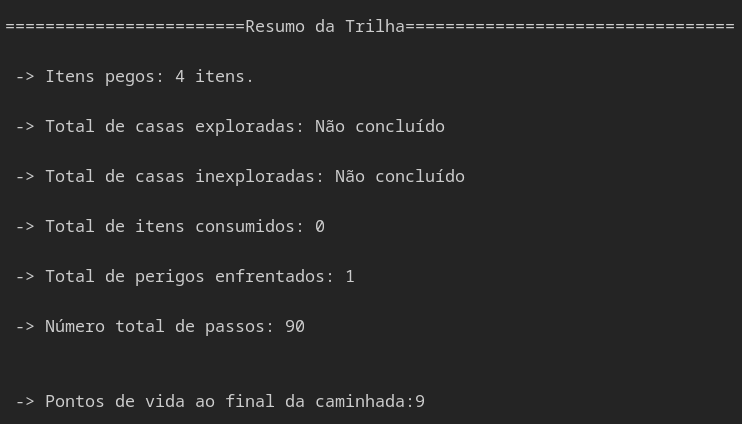 ========================Resumo da Trilha=================================
-> Itens pegos: 4 itens.
-> Total de casas exploradas: Não concluído
-> Total de casas inexploradas: Não concluído
-> Total de itens consumidos: 0
-> Total de perigos enfrentados: 1
-> Número total de passos: 90
-> Pontos de vida ao final da caminhada:9